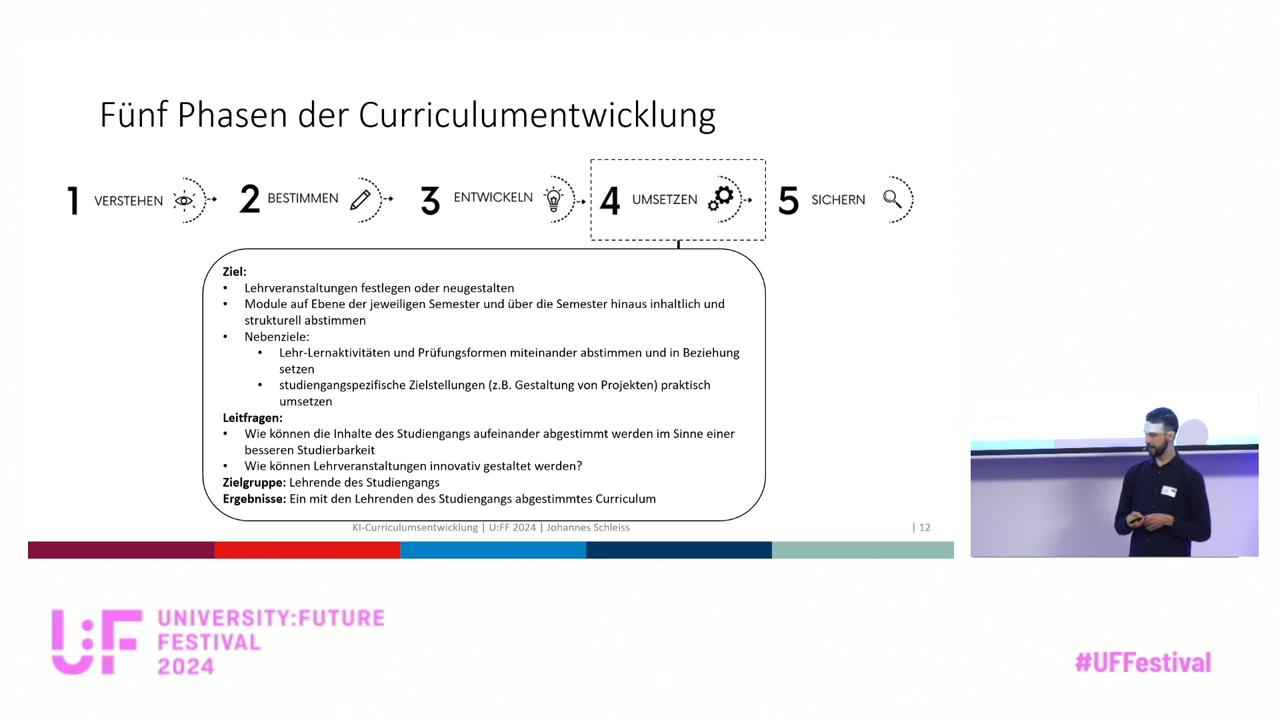 Fünf Phasen der Curriculumentwicklung
1 VERSTEHEN
2 BESTIMMEN
3 ENTWICKELN
4 UMSETZEN
5 SICHERN
Ziel:
• Lehrveranstaltungen festlegen oder neugestalten
• Module auf Ebene der jeweiligen Semester und über die Semester hinaus inhaltlich und
strukturell abstimmen
• Nebenziele:
• Lehr-Lernaktivitäten und Prüfungsformen miteinander abstimmen und in Beziehung
setzen
• studiengangspezifische Zielstellungen (z.B. Gestaltung von Projekten) praktisch
umsetzen
Leitfragen:
• Wie können die Inhalte des Studiengangs aufeinander abgestimmt werden im Sinne einer
besseren Studierbarkeit
• Wie können Lehrveranstaltungen innovativ gestaltet werden?
Zielgruppe: Lehrende des Studiengangs
Ergebnisse: Ein mit den Lehrenden des Studiengangs abgestimmtes Curriculum
KI-Curriculumsentwicklung | U:FF 2024 | Johannes Schleiss
| 12
U:F
UNIVERSITY:FUTURE
FESTIVAL
2024
#UFFestival